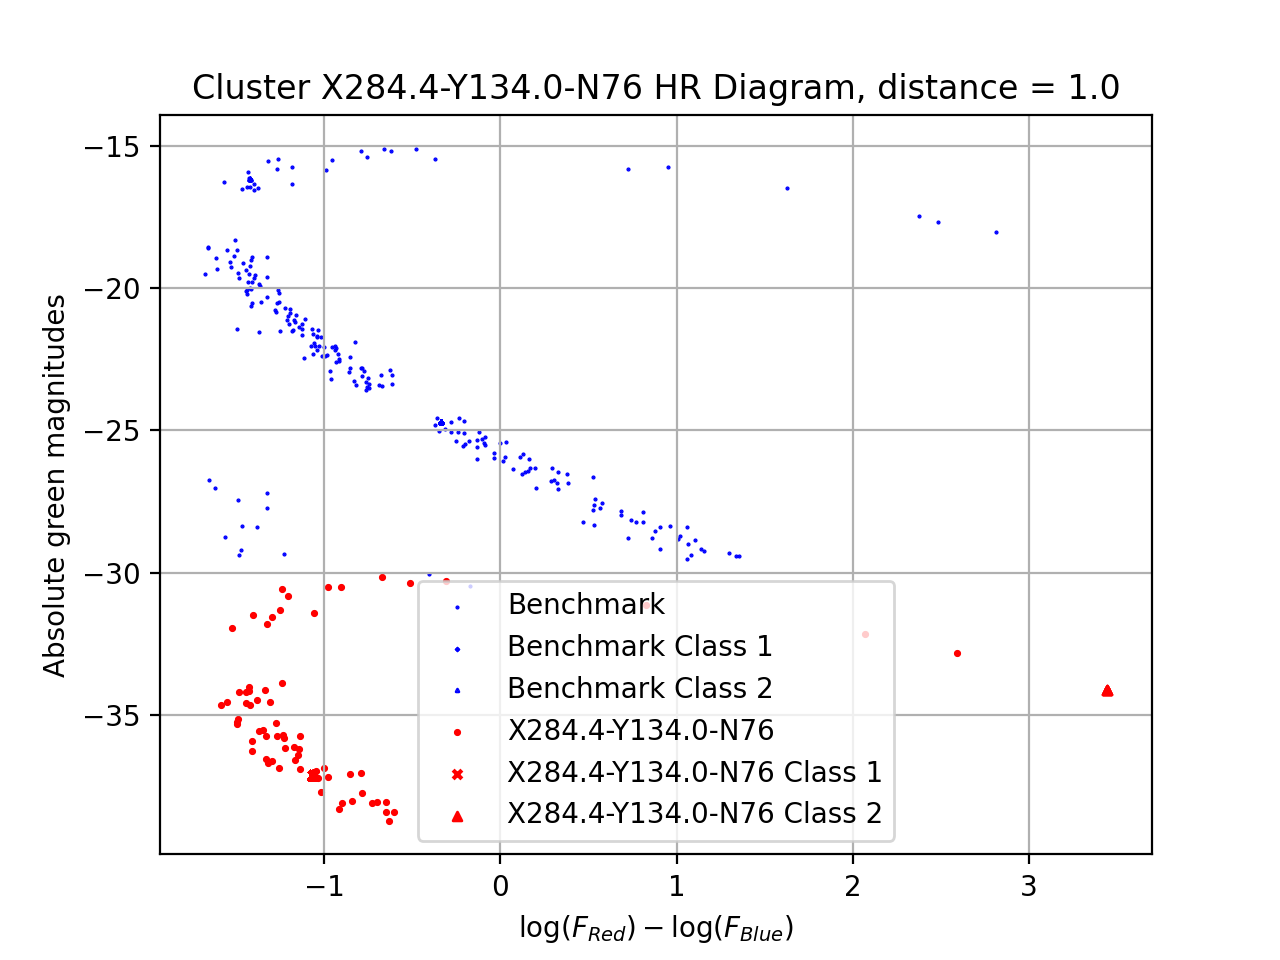 Cluster X284.4-Y134.0-N76 HR Diagram, distance = 1.0
Absolute green magnitudes
−15
−20
−25
−30
−35
Benchmark
Benchmark Class 1
Benchmark Class 2
X284.4-Y134.0-N76
X284.4-Y134.0-N76 Class 1
X284.4-Y134.0-N76 Class 2
−1 0 1 2 3
log(F_Red) − log(F_Blue)